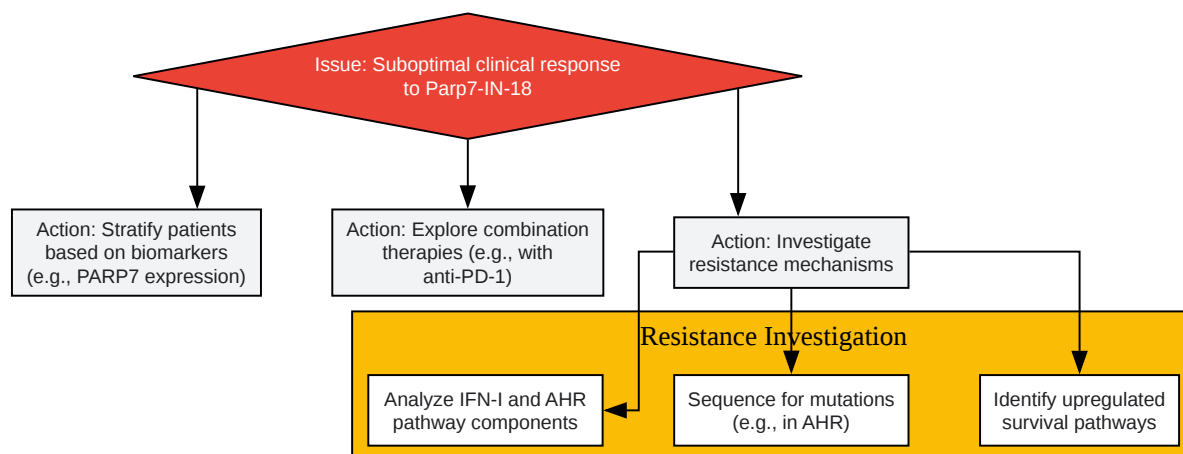 Issue: Suboptimal clinical response
to Parp7-IN-18
Action: Stratify patients
based on biomarkers
(e.g., PARP7 expression)
Action: Explore combination
therapies (e.g., with
anti-PD-1)
Action: Investigate
resistance mechanisms
Resistance Investigation
Analyze IFN-I and AHR
pathway components
Sequence for mutations
(e.g., in AHR)
Identify upregulated
survival pathways